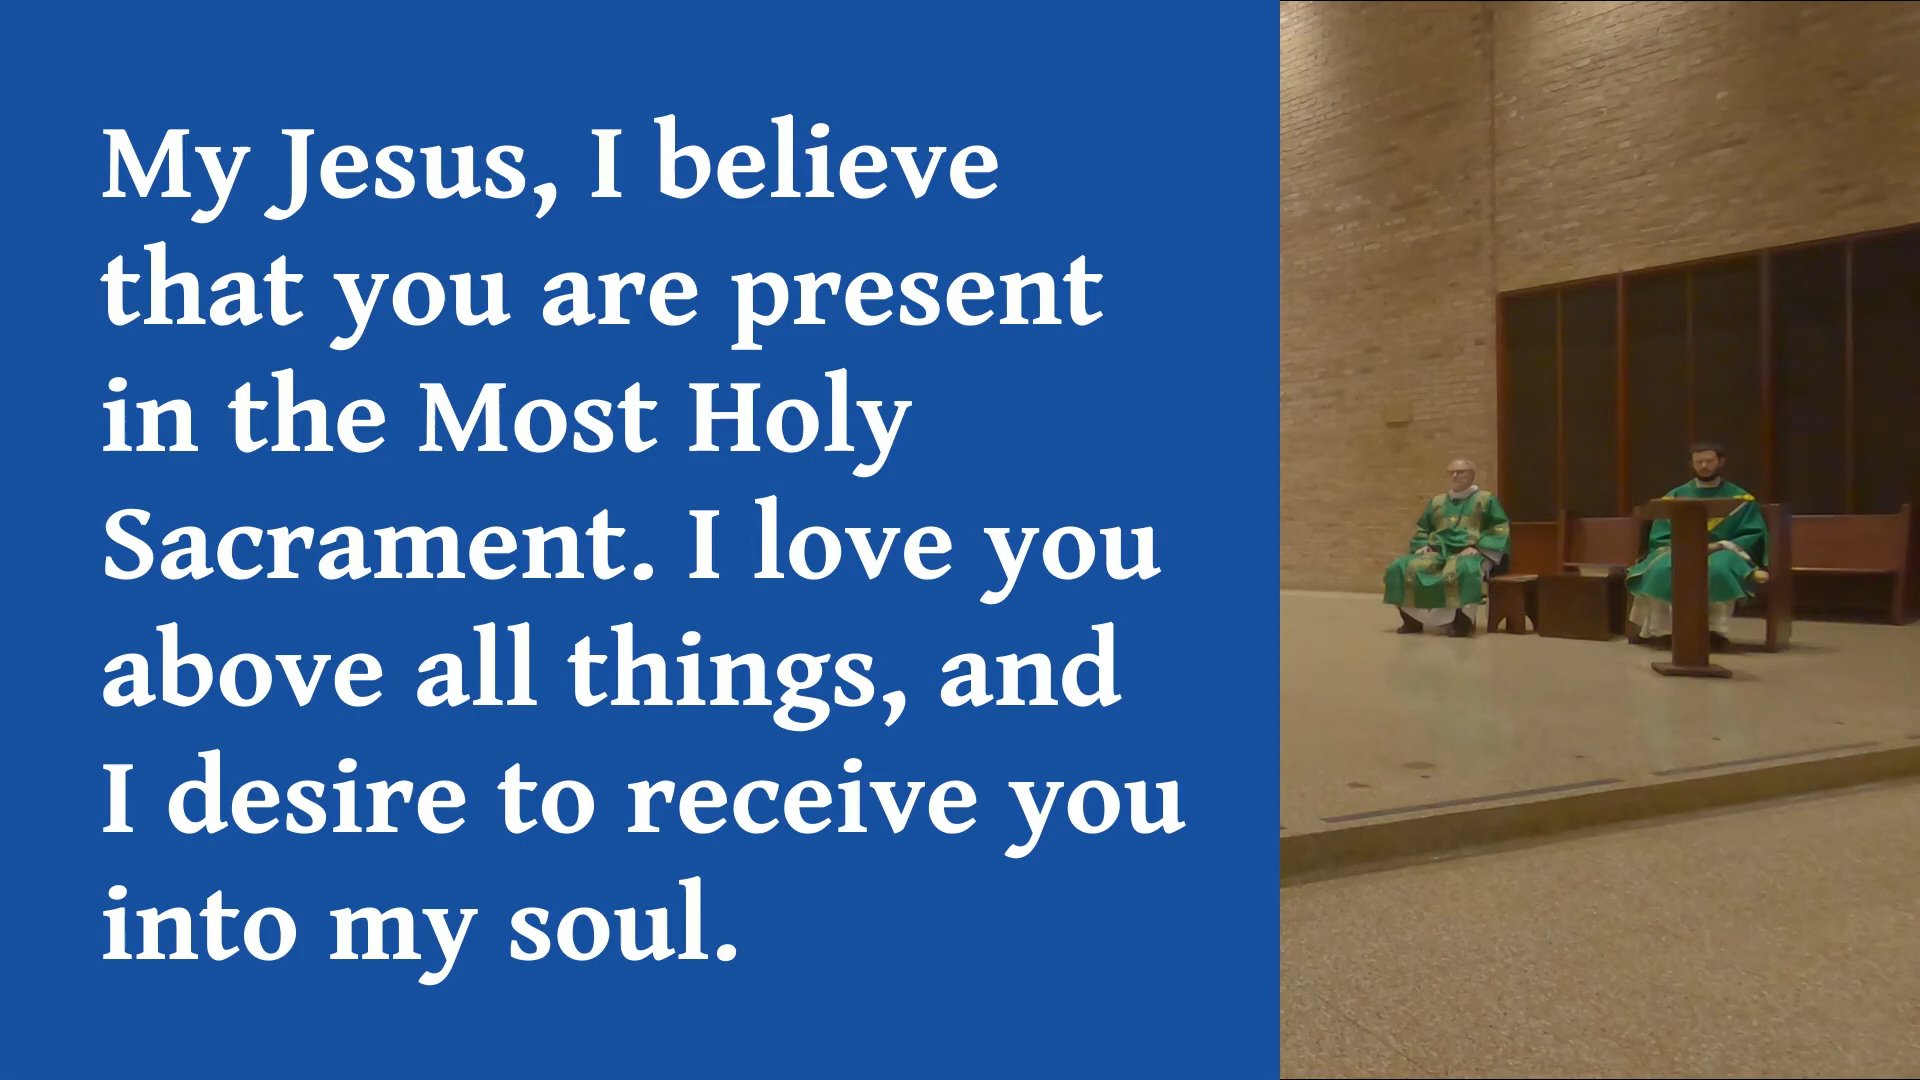 My Jesus, I believe
that you are present
in the Most Holy
Sacrament. I love you
above all things, and
I desire to receive you
into my soul.